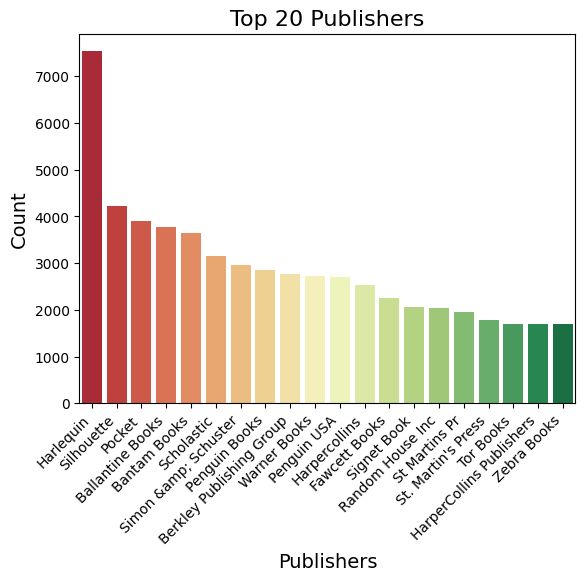 Top 20 Publishers
Count
7000
6000
5000
4000
3000
2000
1000
0
Harlequin
Silhouette
Pocket
Ballantine Books
Bantam Books
Scholastic
Simon &amp; Schuster
Penguin Books
Berkley Publishing Group
Warner Books
Penguin USA
Harpercollins
Fawcett Books
Signet Book
Random House Inc
St Martins Pr
St. Martin's Press
Tor Books
HarperCollins Publishers
Zebra Books
Publishers